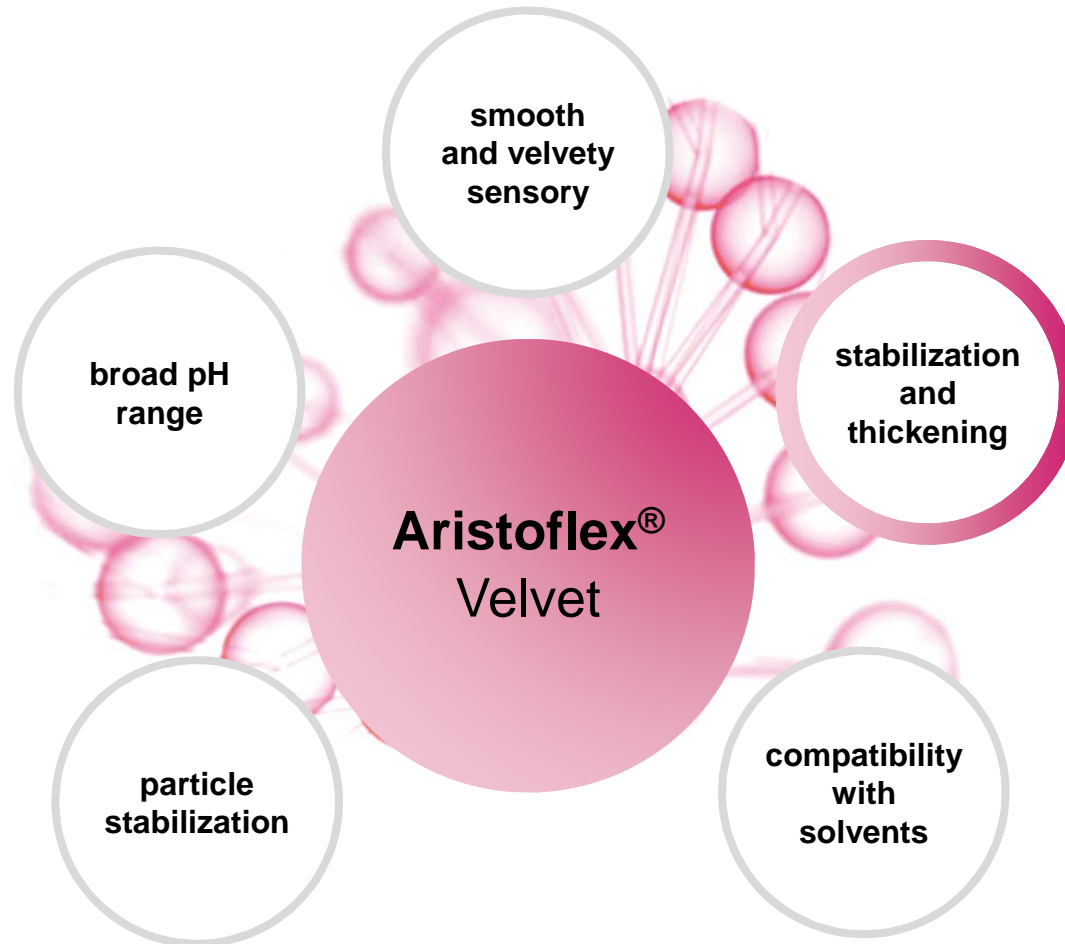 smooth
and velvety
sensory
broad pH
range
stabilization
and
thickening
Aristoflex®
Velvet
particle
stabilization
compatibility
with
solvents